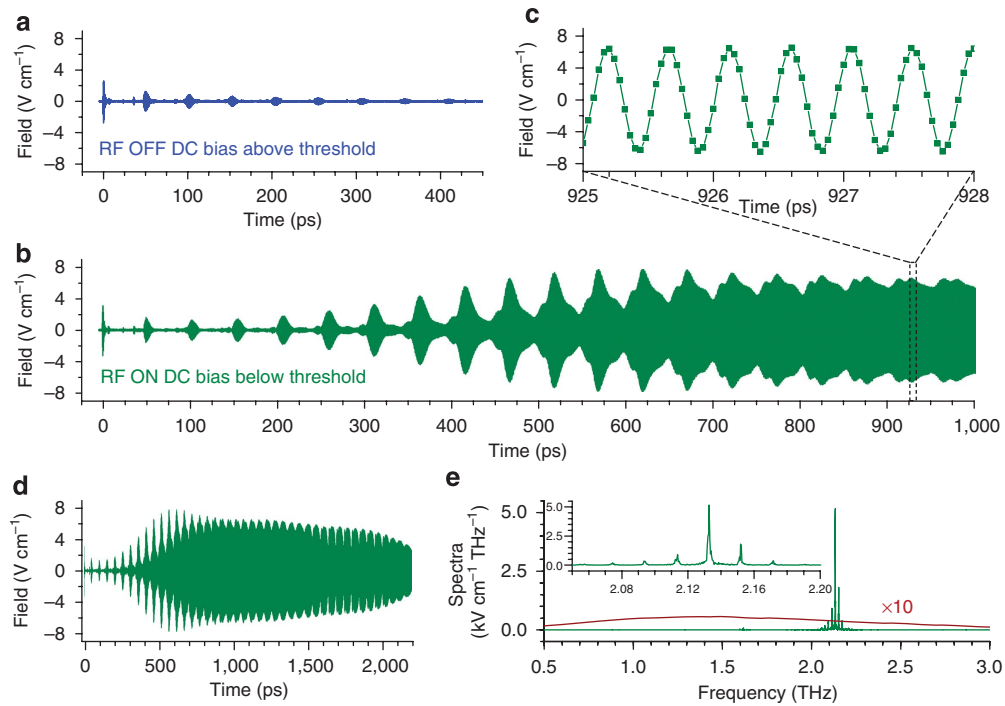 a
Field (V cm⁻¹)
8
4
0
−4
−8
RF OFF DC bias above threshold
0 100 200 300 400
Time (ps)
c
Field (V cm⁻¹)
8
4
0
−4
−8
925 926 927 928
Time (ps)
b
Field (V cm⁻¹)
8
4
0
−4
−8
RF ON DC bias below threshold
0 100 200 300 400 500 600 700 800 900 1,000
Time (ps)
d
Field (V cm⁻¹)
8
4
0
−4
−8
0 500 1,000 1,500 2,000
Time (ps)
e
Spectra
(kV cm⁻¹ THz⁻¹)
5.0
2.5
0.0
5.0
2.5
0.0
2.08 2.12 2.16 2.20
×10
0.5 1.0 1.5 2.0 2.5 3.0
Frequency (THz)